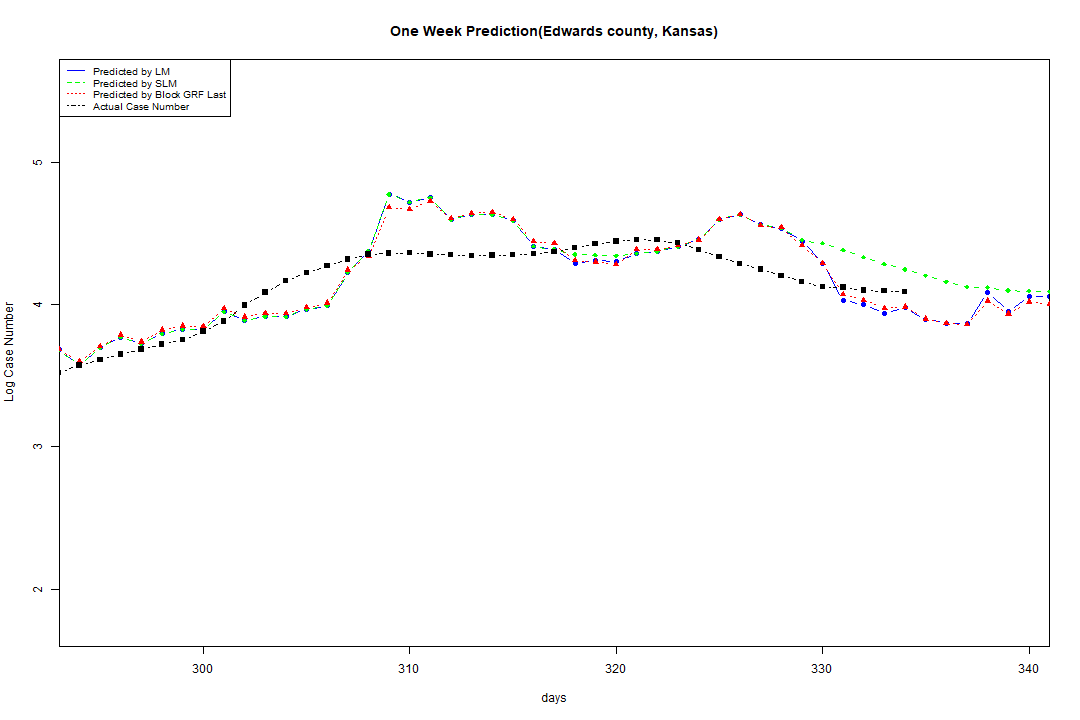 One Week Prediction(Edwards county, Kansas)
Predicted by LM
Predicted by SLM
Predicted by Block GRF Last
Actual Case Number
5
4
3
2
Log Case Number
300 310 320 330 340
days